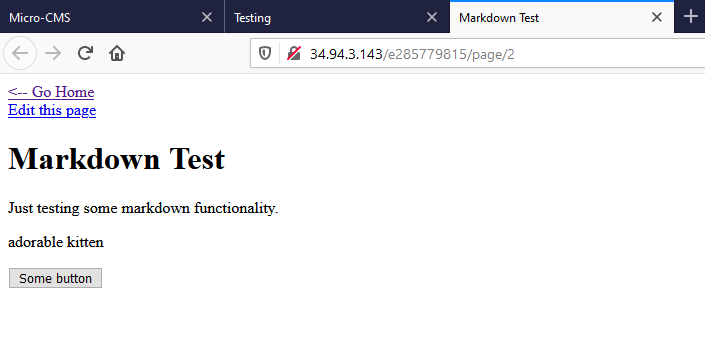 Micro-CMS
Testing
Markdown Test
34.94.3.143/e285779815/page/2
<-- Go Home
Edit this page
Markdown Test
Just testing some markdown functionality.
adorable kitten
Some button